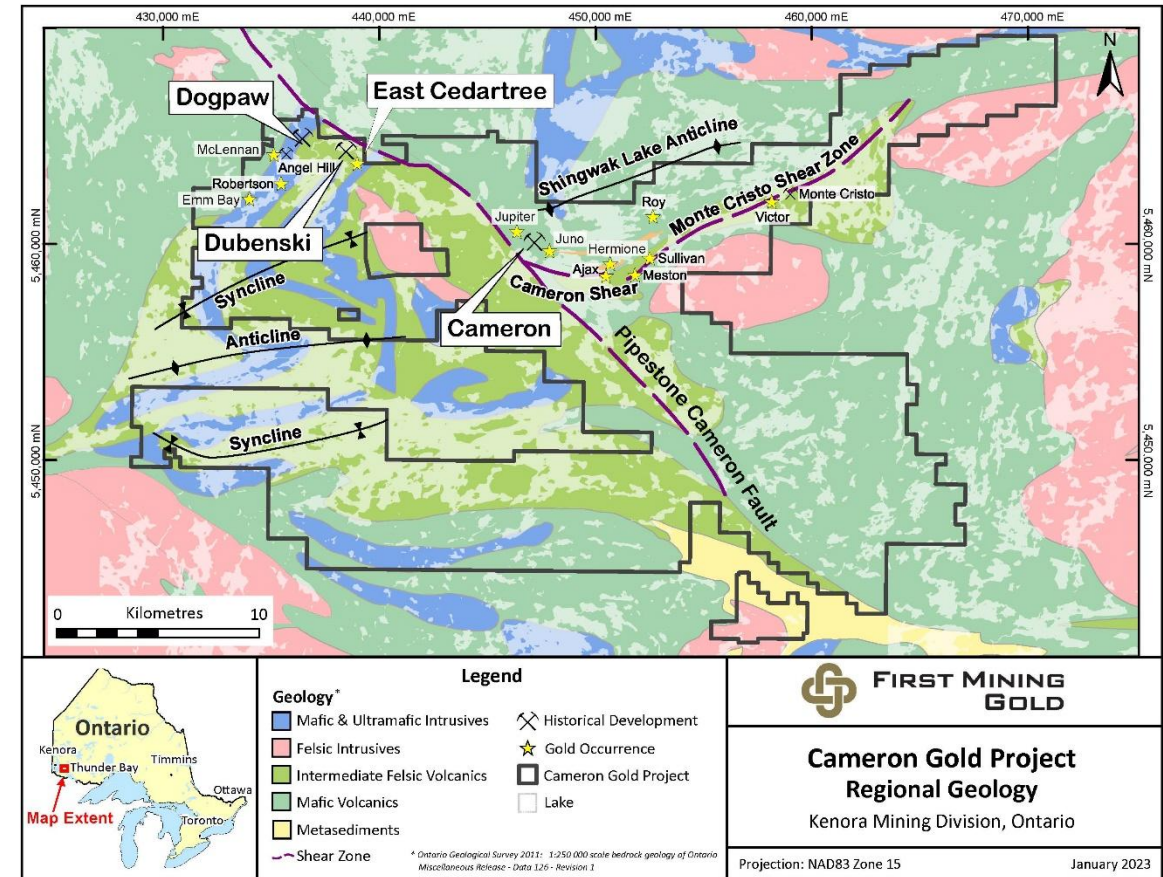 430,000 mE
440,000 mE
450,000 mE
460,000 mE
470,000 mE
N
Dogpaw
East Cedartree
McLennan
Angel Hill
Robertson
Emm Bay
Dubenski
Shingwak Lake Anticline
Monte Cristo Shear Zone
Monte Cristo
Victor
Roy
Jupiter
Juno
Hermione
Sullivan
Ajax
Meston
Cameron Shear
Cameron
Pipestone Cameron Fault
Syncline
Anticline
Syncline
5,460,000 mN
5,450,000 mN
5,460,000 mN
5,450,000 mN
0 Kilometres 10
Ontario
Kenora
Thunder Bay
Timmins
Ottawa
Toronto
Map Extent
Legend
Geology*
Mafic & Ultramafic Intrusives
Felsic Intrusives
Intermediate Felsic Volcanics
Mafic Volcanics
Metasediments
Shear Zone
Historical Development
Gold Occurrence
Cameron Gold Project
Lake
* Ontario Geological Survey 2011: 1:250 000 scale bedrock geology of Ontario
Miscellaneous Release - Data 126 - Revision 1
FIRST MINING
GOLD
Cameron Gold Project
Regional Geology
Kenora Mining Division, Ontario
Projection: NAD83 Zone 15
January 2023